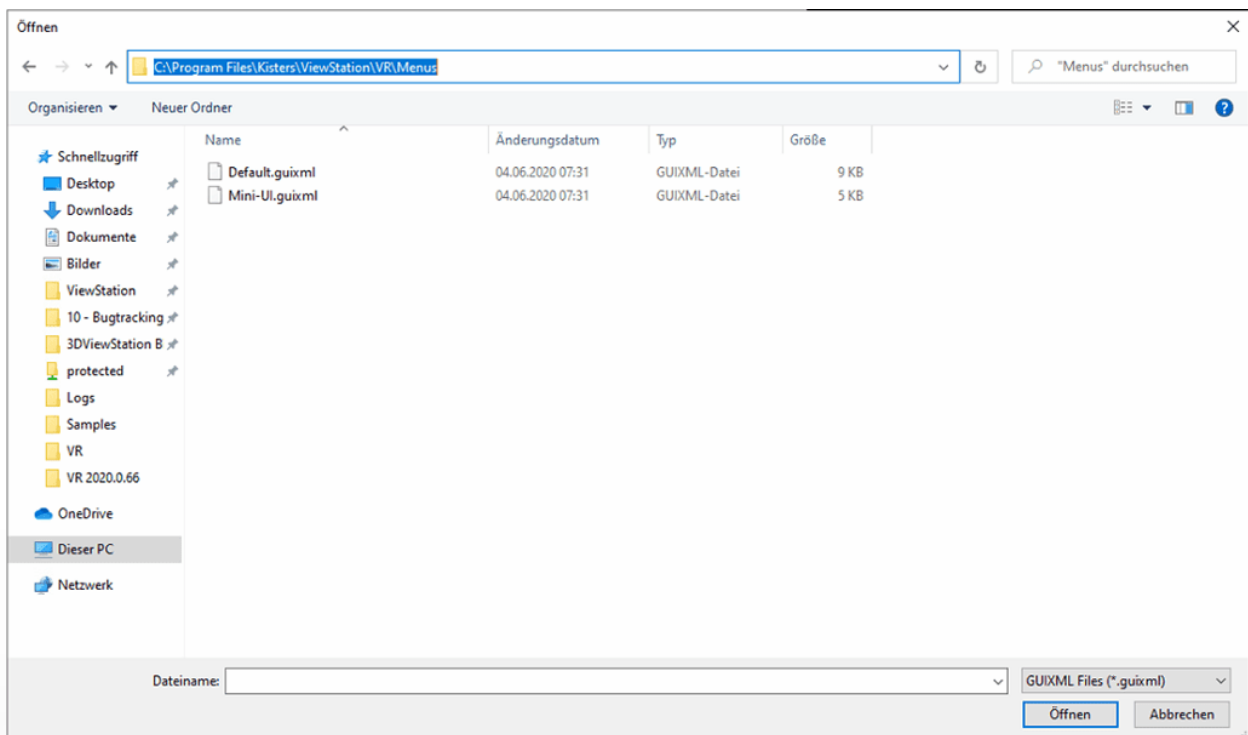 Öffnen
C:\Program Files\Kisters\ViewStation\VR\Menus
"Menus" durchsuchen
Organisieren
Neuer Ordner
Name Änderungsdatum Typ Größe
Default.guixml 04.06.2020 07:31 GUIXML-Datei 9 KB
Mini-UI.guixml 04.06.2020 07:31 GUIXML-Datei 5 KB
Schnellzugriff
Desktop
Downloads
Dokumente
Bilder
ViewStation
10 - Bugtracking
3DViewStation B
protected
Logs
Samples
VR
VR 2020.0.66
OneDrive
Dieser PC
Netzwerk
Dateiname:
GUIXML Files (*.guixml)
Öffnen
Abbrechen